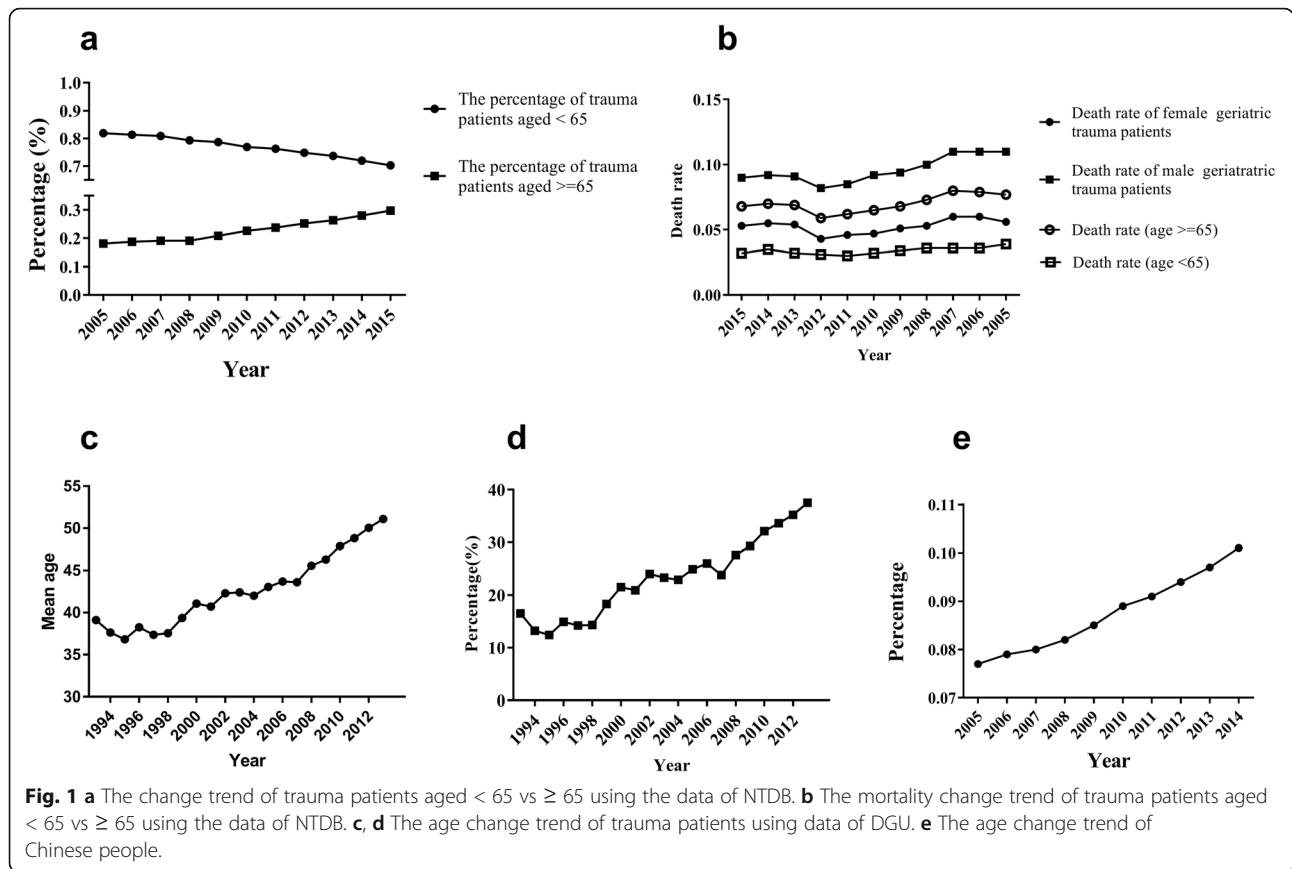 a
1.0
0.9
0.8
0.7
0.3
0.2
0.1
0.0
Percentage (%)
2005
2006
2007
2008
2009
2010
2011
2012
2013
2014
2015
Year
The percentage of trauma
patients aged < 65
The percentage of trauma
patients aged >=65
b
0.15
0.10
0.05
0.00
Death rate
2015
2014
2013
2012
2011
2010
2009
2008
2007
2006
2005
Year
Death rate of female geriatric
trauma patients
Death rate of male geriatratric
trauma patients
Death rate (age >=65)
Death rate (age <65)
c
55
50
45
40
35
30
Mean age
1994
1996
1998
2000
2002
2004
2006
2008
2010
2012
Year
d
40
30
20
10
0
Percentage(%)
1994
1996
1998
2000
2002
2004
2006
2008
2010
2012
Year
e
0.11
0.10
0.09
0.08
0.07
Percentage
2005
2006
2007
2008
2009
2010
2011
2012
2013
2014
Year
Fig. 1 a The change trend of trauma patients aged < 65 vs ≥ 65 using the data of NTDB. b The mortality change trend of trauma patients aged
< 65 vs ≥ 65 using the data of NTDB. c, d The age change trend of trauma patients using data of DGU. e The age change trend of
Chinese people.